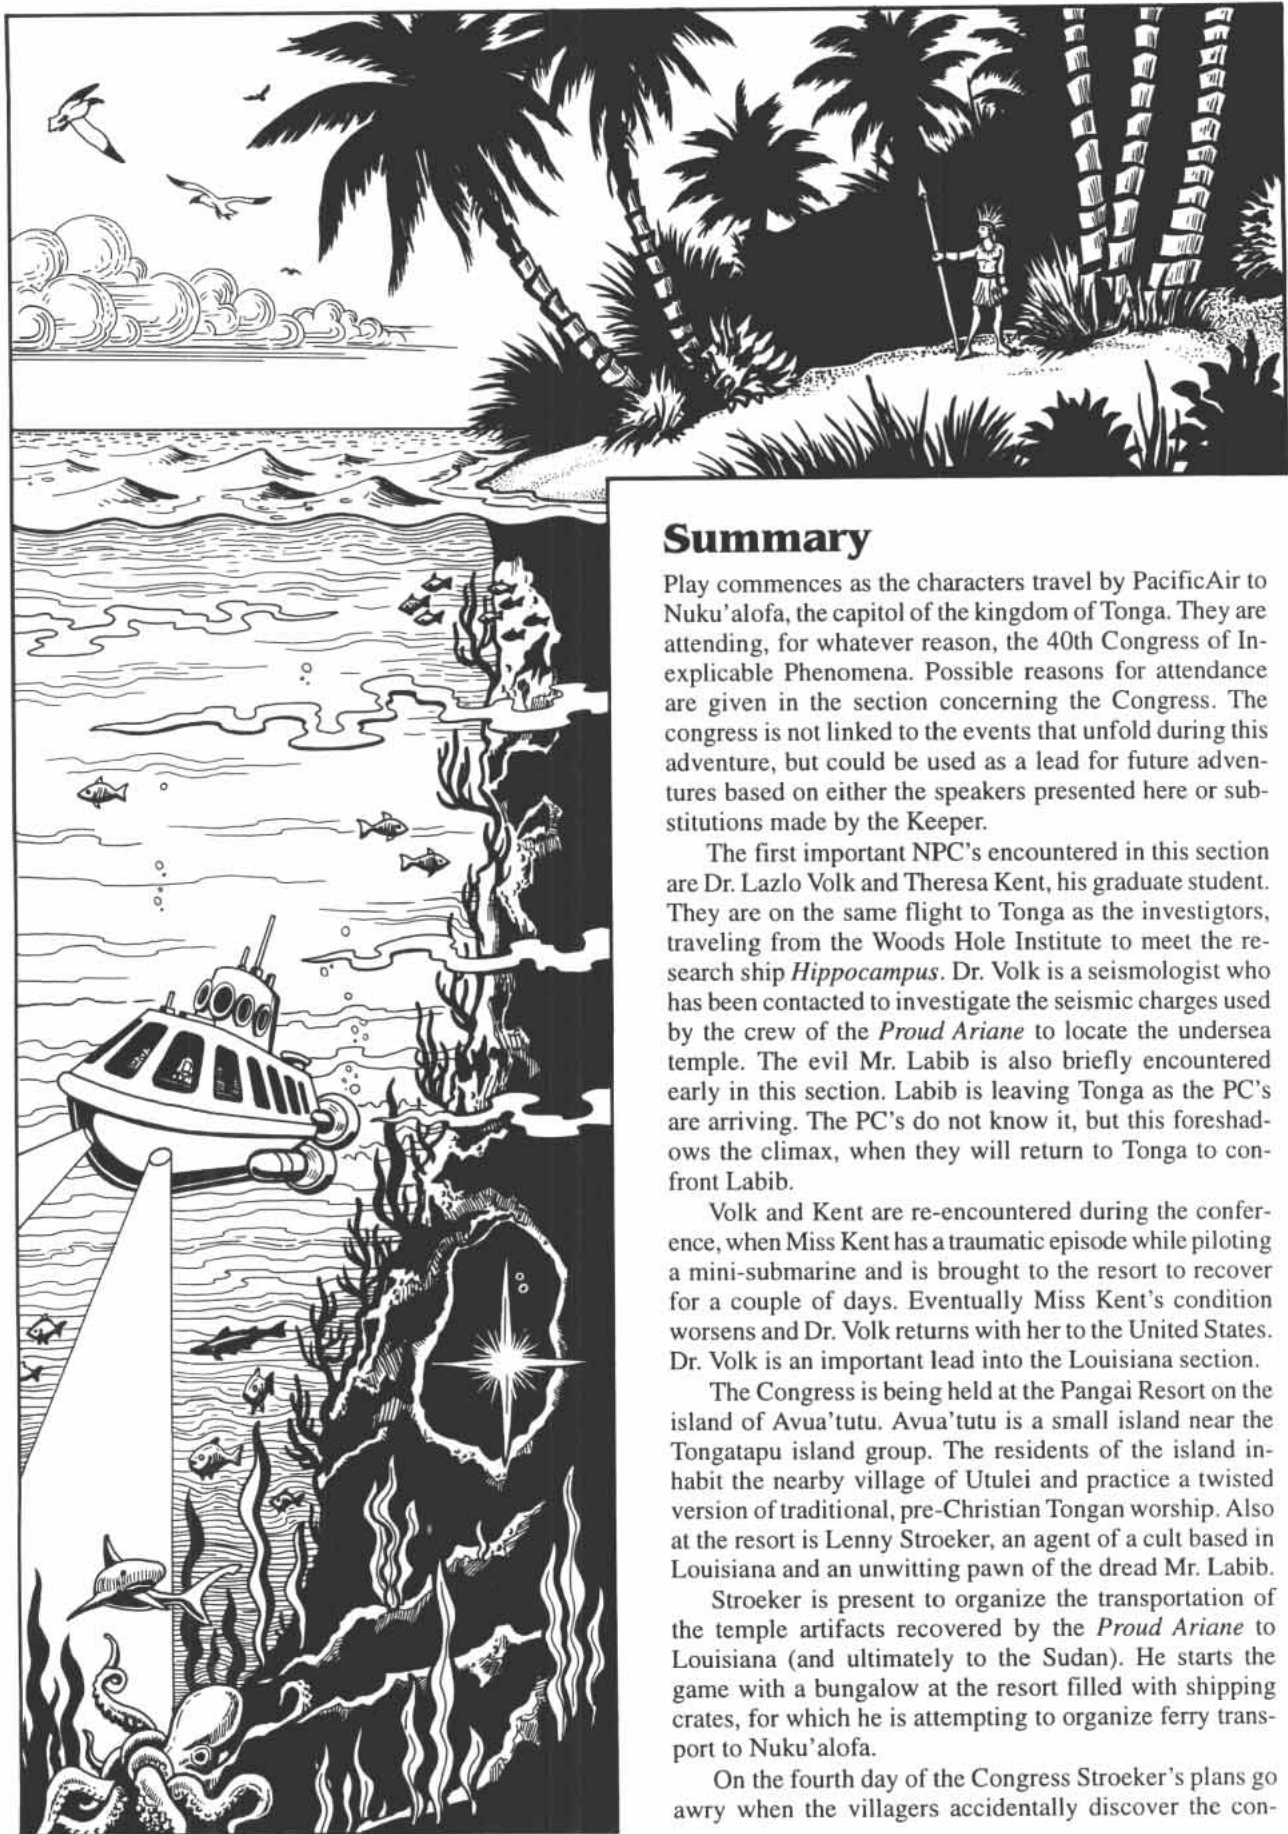 Summary
Play commences as the characters travel by PacificAir to
Nuku'alofa, the capitol of the kingdom of Tonga. They are
attending, for whatever reason, the 40th Congress of In-
explicable Phenomena. Possible reasons for attendance
are given in the section concerning the Congress. The
congress is not linked to the events that unfold during this
adventure, but could be used as a lead for future adven-
tures based on either the speakers presented here or sub-
stitutions made by the Keeper.
The first important NPC's encountered in this section
are Dr. Lazlo Volk and Theresa Kent, his graduate student.
They are on the same flight to Tonga as the investigtors,
traveling from the Woods Hole Institute to meet the re-
search ship Hippocampus. Dr. Volk is a seismologist who
has been contacted to investigate the seismic charges used
by the crew of the Proud Ariane to locate the undersea
temple. The evil Mr. Labib is also briefly encountered
early in this section. Labib is leaving Tonga as the PC's
are arriving. The PC's do not know it, but this foreshad-
ows the climax, when they will return to Tonga to con-
front Labib.
Volk and Kent are re-encountered during the confer-
ence, when Miss Kent has a traumatic episode while piloting
a mini-submarine and is brought to the resort to recover
for a couple of days. Eventually Miss Kent's condition
worsens and Dr. Volk returns with her to the United States.
Dr. Volk is an important lead into the Louisiana section.
The Congress is being held at the Pangai Resort on the
island of Avua'tutu. Avua'tutu is a small island near the
Tongatapu island group. The residents of the island in-
habit the nearby village of Utulei and practice a twisted
version of traditional, pre-Christian Tongan worship. Also
at the resort is Lenny Stroeker, an agent of a cult based in
Louisiana and an unwitting pawn of the dread Mr. Labib.
Stroeker is present to organize the transportation of
the temple artifacts recovered by the Proud Ariane to
Louisiana (and ultimately to the Sudan). He starts the
game with a bungalow at the resort filled with shipping
crates, for which he is attempting to organize ferry trans-
port to Nuku'alofa.
On the fourth day of the Congress Stroeker's plans go
awry when the villagers accidentally discover the con-